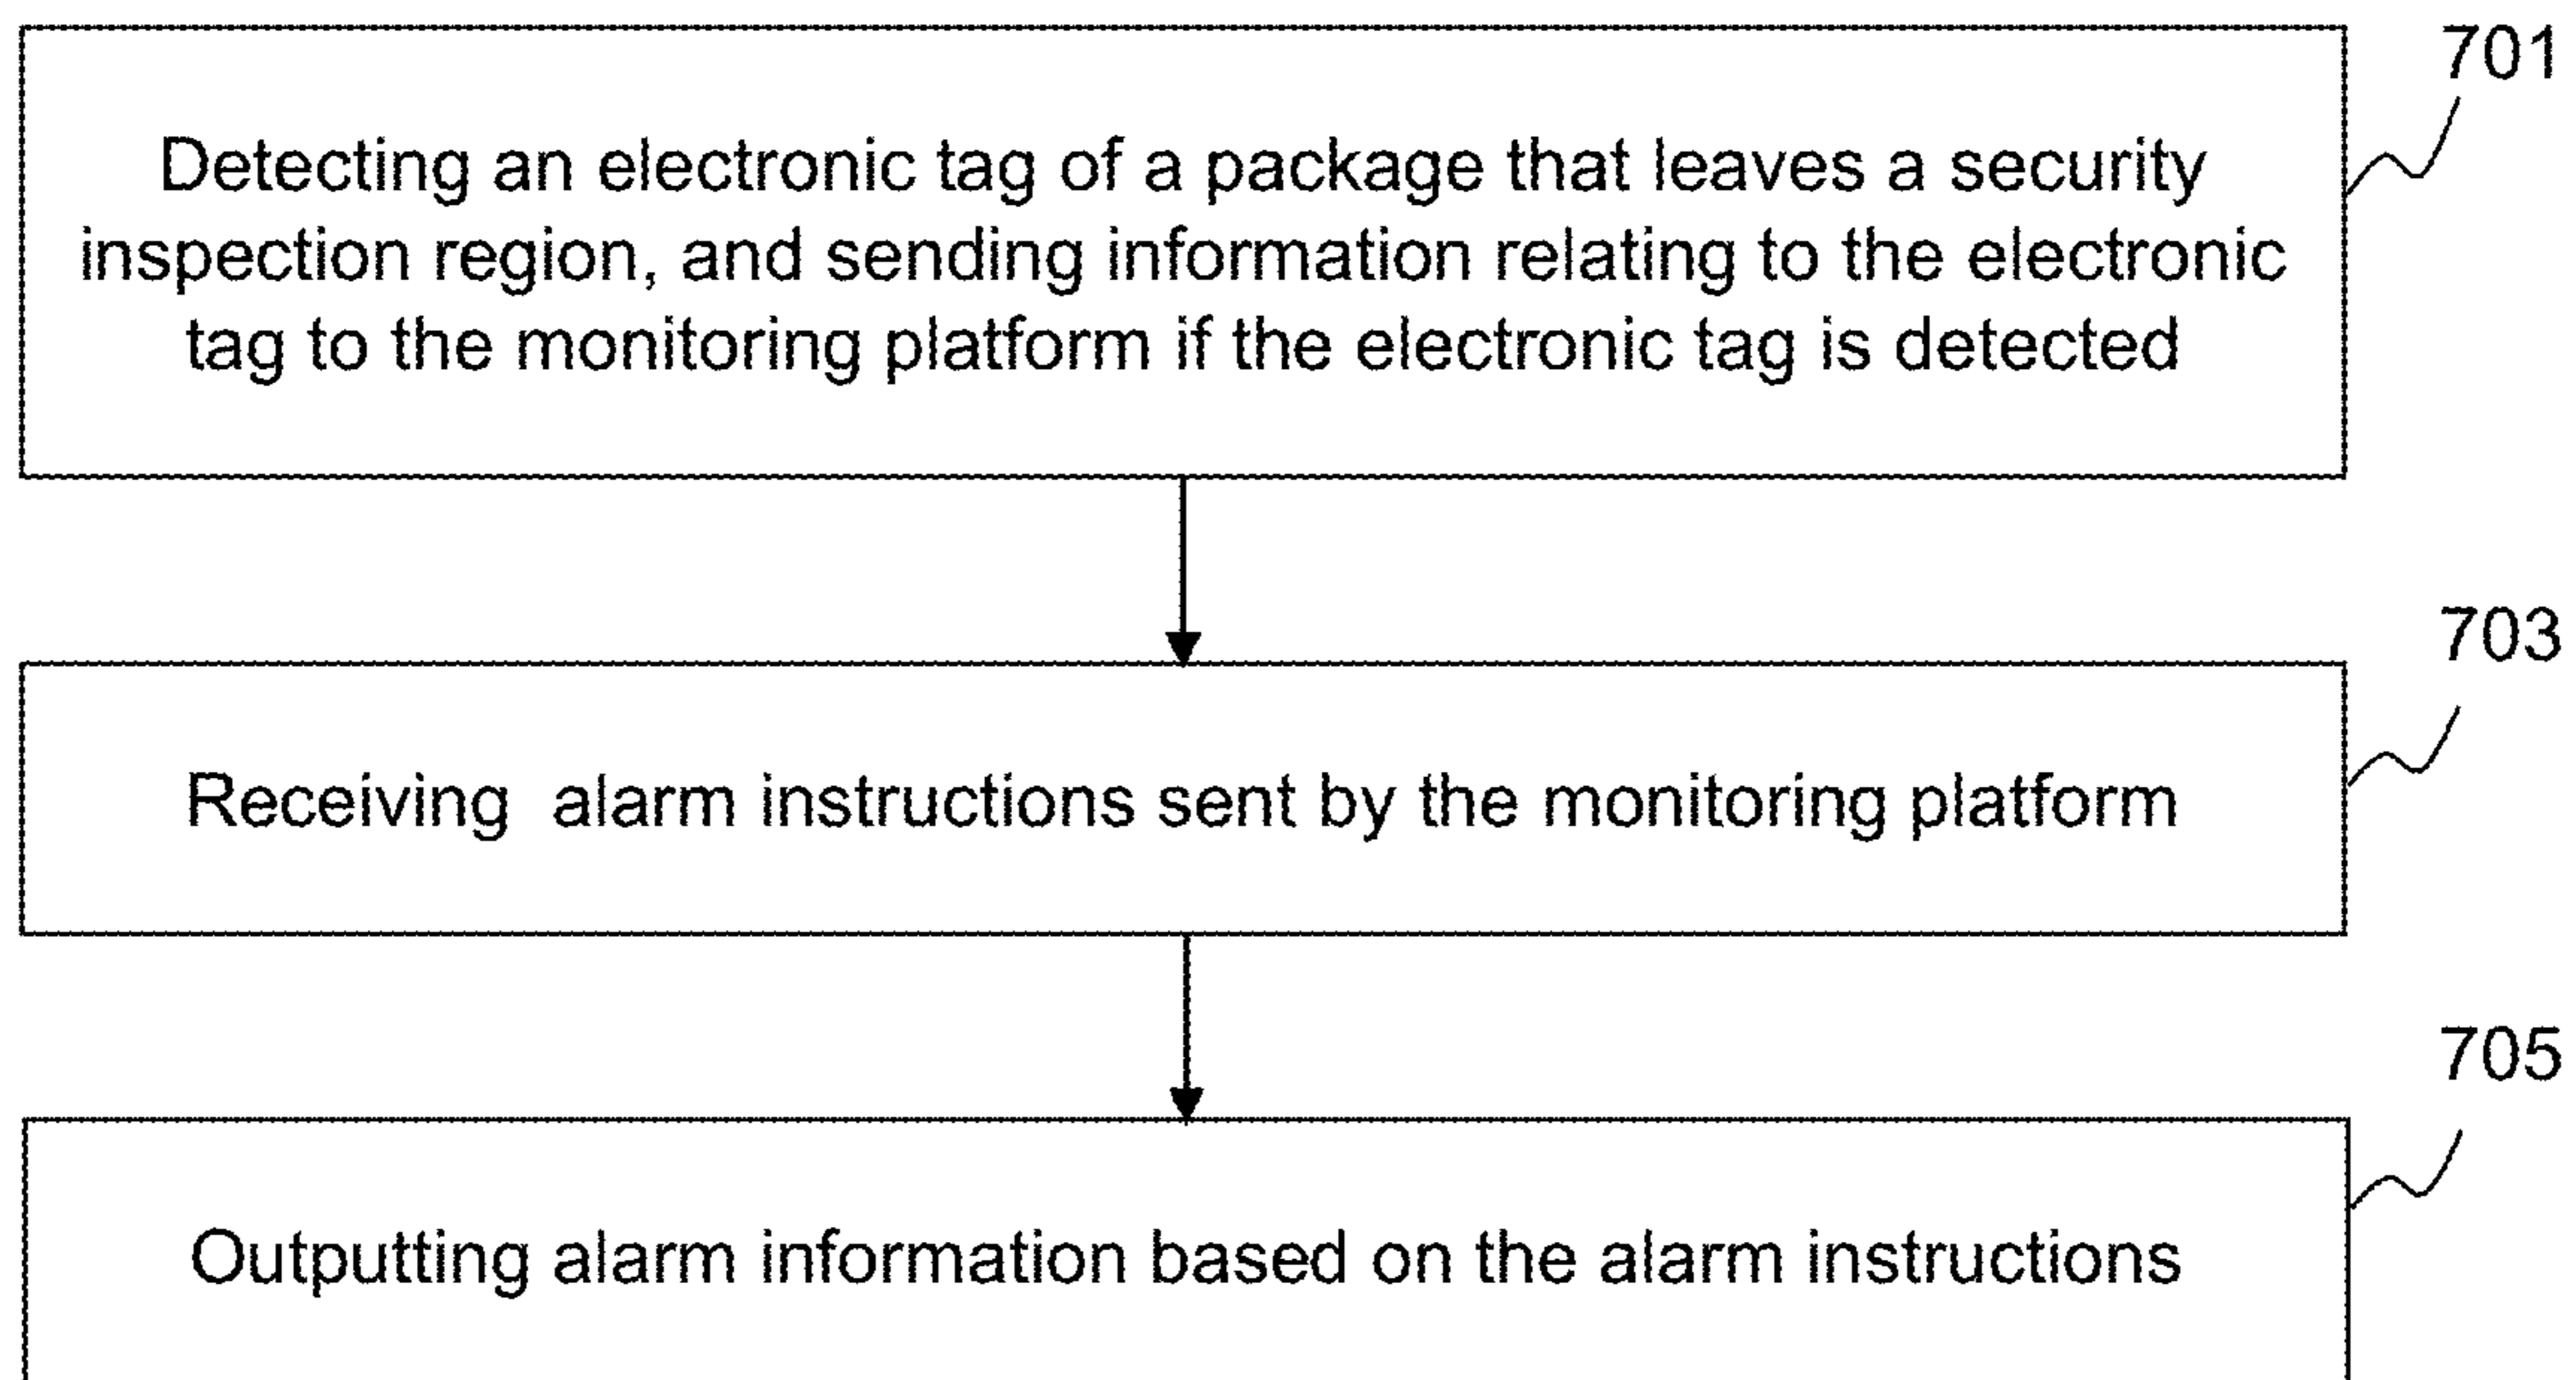 701
Detecting an electronic tag of a package that leaves a security
inspection region, and sending information relating to the electronic
tag to the monitoring platform if the electronic tag is detected
703
Receiving alarm instructions sent by the monitoring platform
705
Outputting alarm information based on the alarm instructions